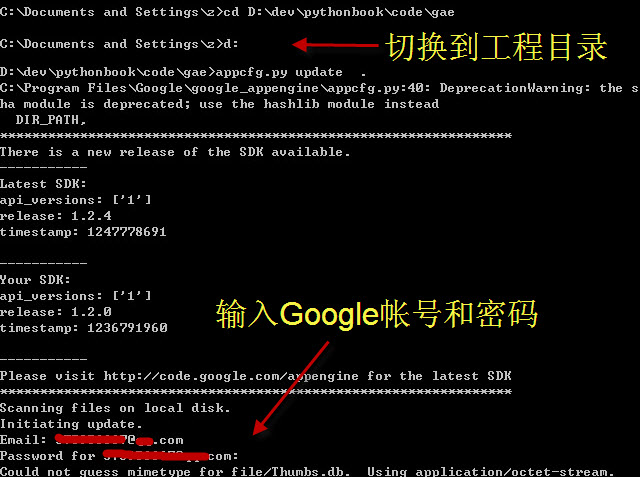 C:\Documents and Settings\z>cd D:\dev\pythonbook\code\gae
C:\Documents and Settings\z>d:
切换到工程目录
D:\dev\pythonbook\code\gae>appcfg.py update .
C:\Program Files\Google\google_appengine\appcfg.py:40: DeprecationWarning: the s
ha module is deprecated; use the hashlib module instead
DIR_PATH,
****************************************************************
There is a new release of the SDK available.
-----------
Latest SDK:
api_versions: ['1']
release: 1.2.4
timestamp: 1247778691
-----------
Your SDK:
api_versions: ['1']
release: 1.2.0
timestamp: 1236791960
输入Google帐号和密码
-----------
Please visit http://code.google.com/appengine for the latest SDK
****************************************************************
Scanning files on local disk.
Initiating update.
Email: @ .com
Password for com:
Could not guess mimetype for file/Thumbs.db. Using application/octet-stream.